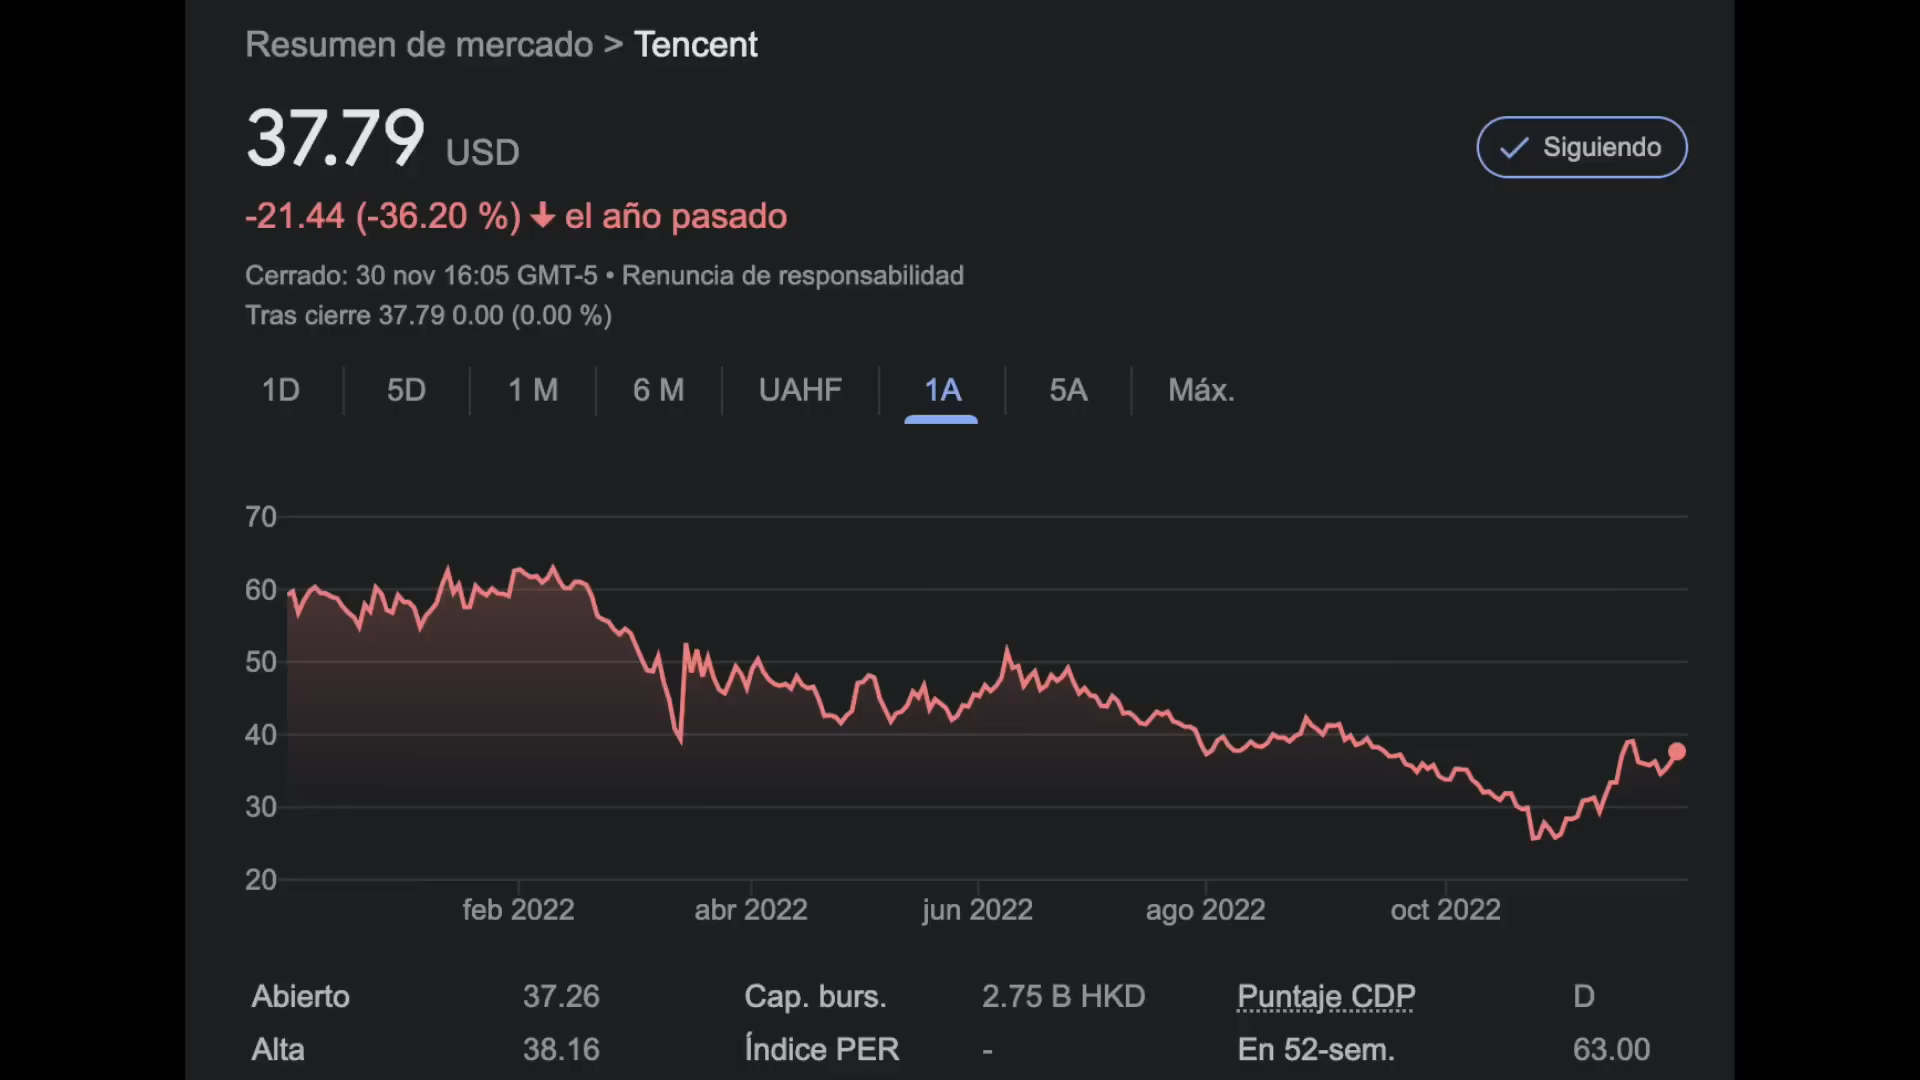 Resumen de mercado > Tencent
37.79 USD
Siguiendo
-21.44 (-36.20 %) ↓ el año pasado
Cerrado: 30 nov 16:05 GMT-5 • Renuncia de responsabilidad
Tras cierre 37.79 0.00 (0.00 %)
1D 5D 1 M 6 M UAHF 1A 5A Máx.
70
60
50
40
30
20
feb 2022 abr 2022 jun 2022 ago 2022 oct 2022
Abierto 37.26 Cap. burs. 2.75 B HKD Puntaje CDP D
Alta 38.16 Índice PER - En 52-sem. 63.00